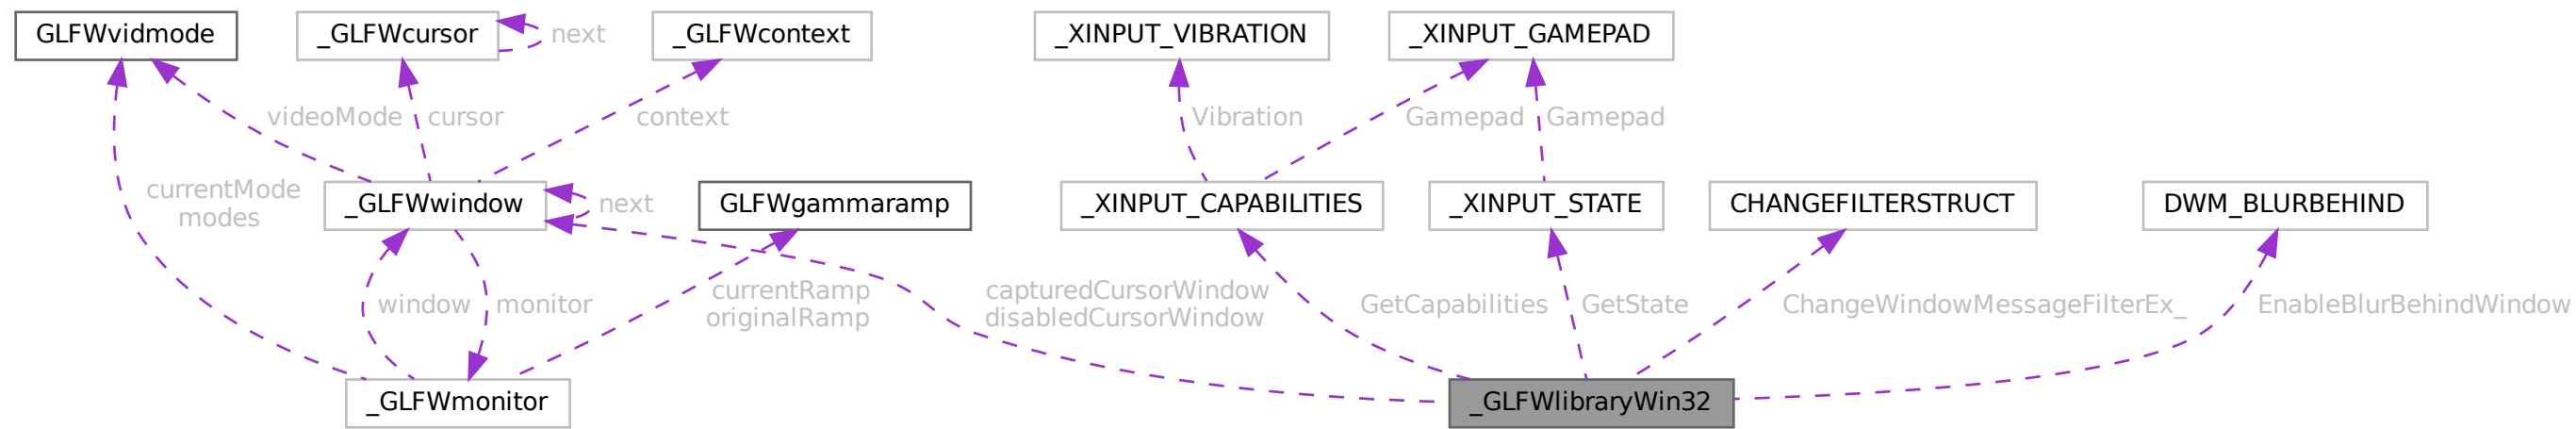 GLFWvidmode
_GLFWcursor
next
_GLFWcontext
_XINPUT_VIBRATION
_XINPUT_GAMEPAD
videoMode
cursor
context
Vibration
Gamepad
Gamepad
currentMode
modes
_GLFWwindow
next
GLFWgammaramp
_XINPUT_CAPABILITIES
_XINPUT_STATE
CHANGEFILTERSTRUCT
DWM_BLURBEHIND
window
monitor
currentRamp
originalRamp
capturedCursorWindow
disabledCursorWindow
GetCapabilities
GetState
ChangeWindowMessageFilterEx_
EnableBlurBehindWindow
_GLFWmonitor
_GLFWlibraryWin32